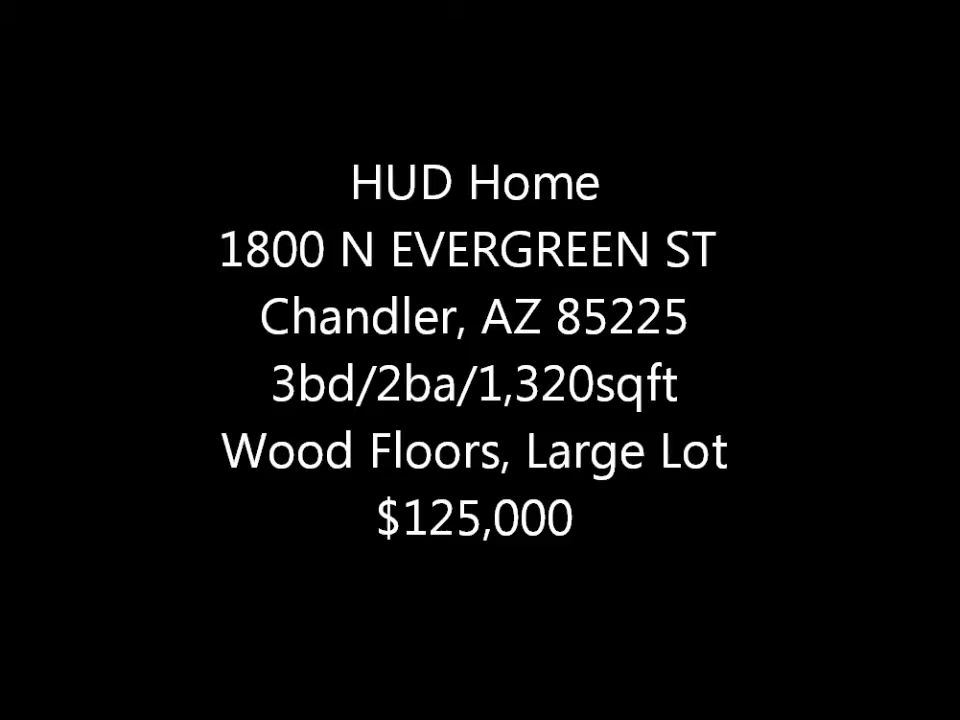 HUD Home
1800 N EVERGREEN ST
Chandler, AZ 85225
3bd/2ba/1,320sqft
Wood Floors, Large Lot
$125,000